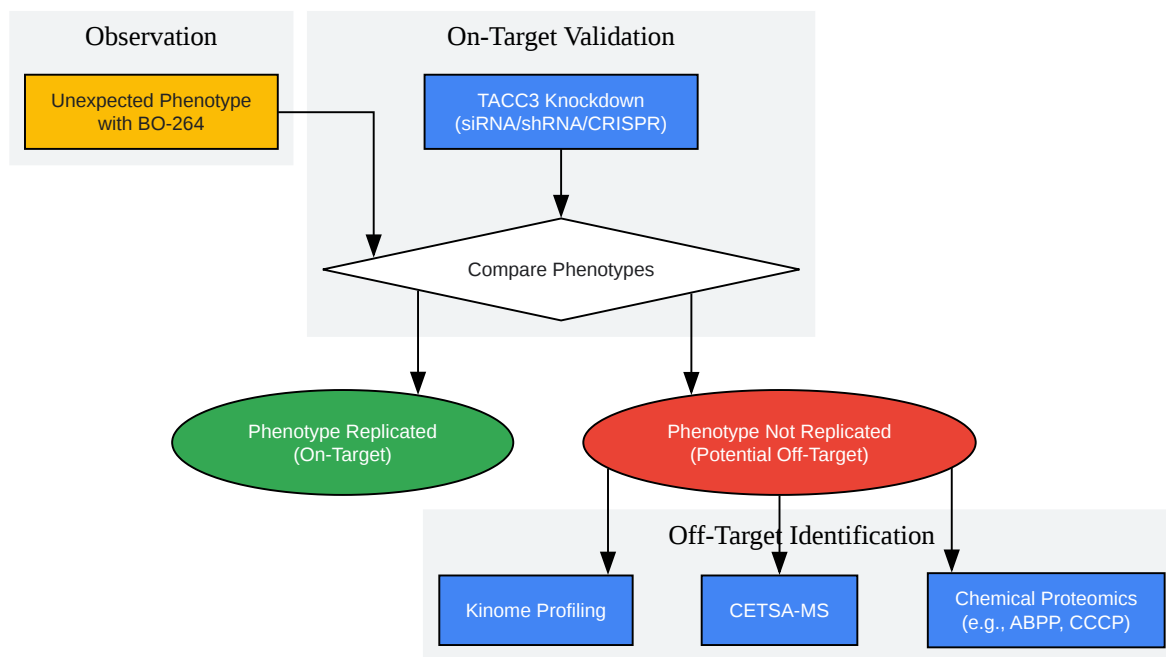 Observation
On-Target Validation
Unexpected Phenotype
with BO-264
TACC3 Knockdown
(siRNA/shRNA/CRISPR)
Compare Phenotypes
Phenotype Replicated
(On-Target)
Phenotype Not Replicated
(Potential Off-Target)
Off-Target Identification
Kinome Profiling
CETSA-MS
Chemical Proteomics
(e.g., ABPP, CCCP)